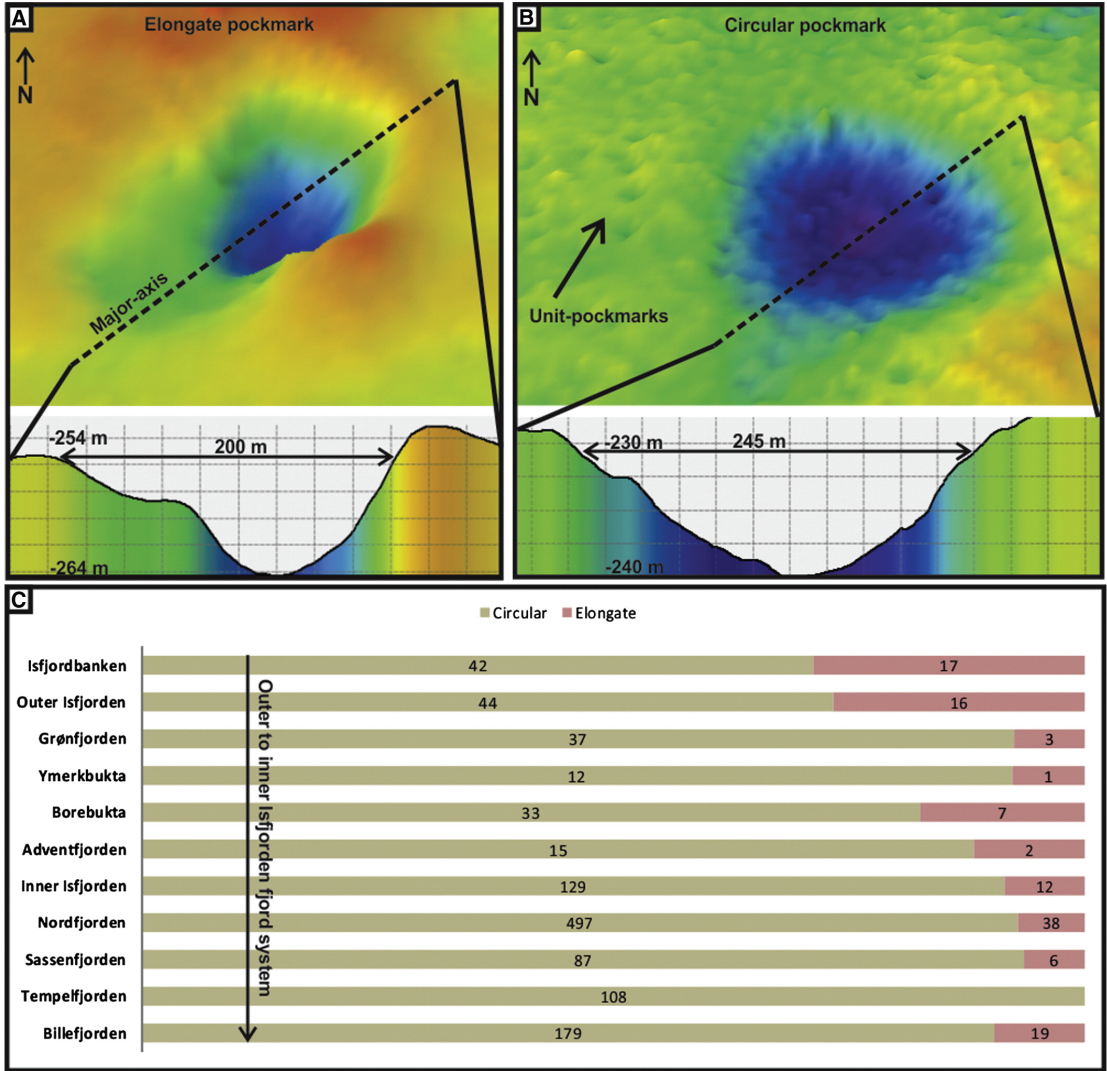 A
Elongate pockmark
N
Major-axis
-254 m
200 m
-264 m
B
Circular pockmark
N
Unit-pockmarks
-230 m
245 m
-240 m
C
Circular Elongate
Isfjordbanken 42 17
Outer Isfjorden 44 16
Grønfjorden 37 3
Ymerkbukta 12 1
Borebukta 33 7
Adventfjorden 15 2
Inner Isfjorden 129 12
Nordfjorden 497 38
Sassenfjorden 87 6
Tempelfjorden 108
Billefjorden 179 19
Outer to inner Isfjorden fjord system